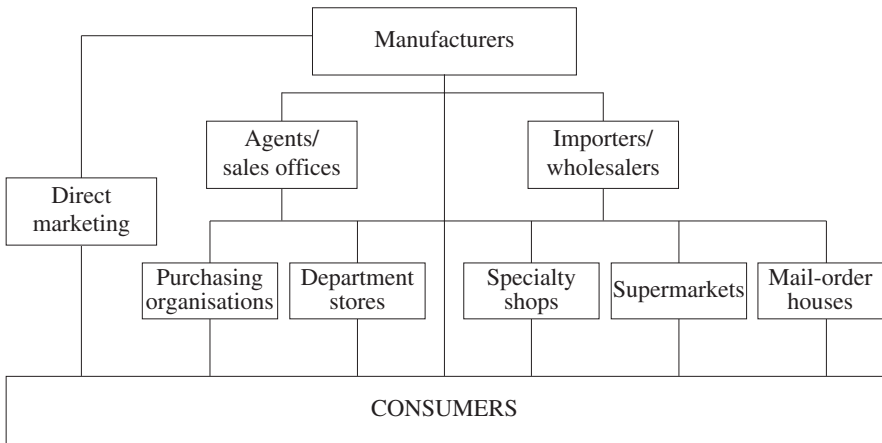 Manufacturers
Agents/
sales offices
Importers/
wholesalers
Direct
marketing
Purchasing
organisations
Department
stores
Specialty
shops
Supermarkets
Mail-order
houses
CONSUMERS